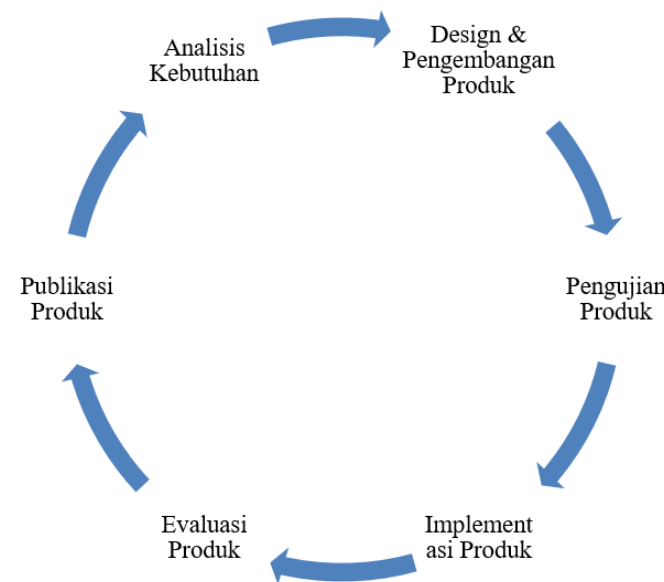 Analisis
Kebutuhan
Design &
Pengembangan
Produk
Pengujian
Produk
Implement
asi Produk
Evaluasi
Produk
Publikasi
Produk